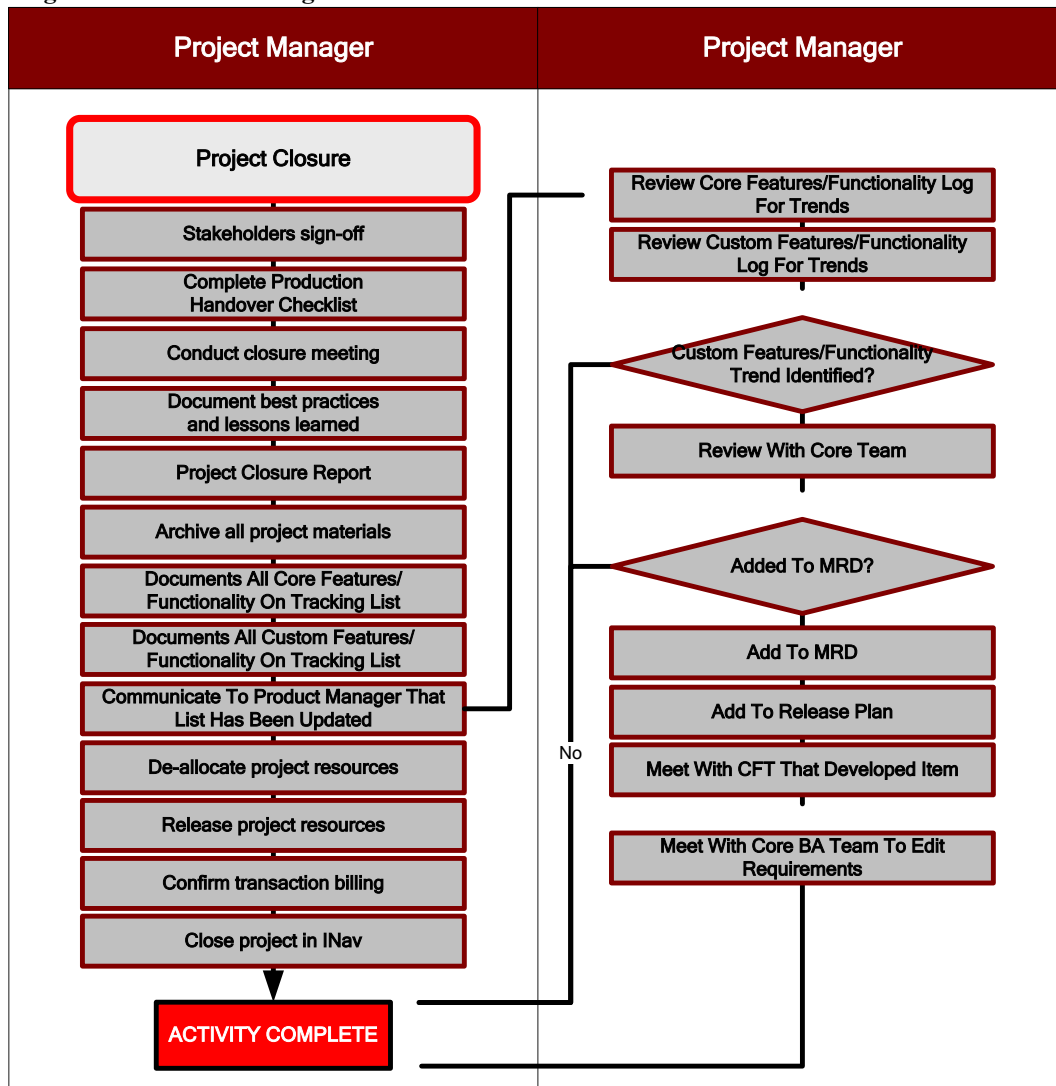 Project Manager
Project Manager
Project Closure
Stakeholders sign-off
Complete Production
Handover Checklist
Conduct closure meeting
Document best practices
and lessons learned
Project Closure Report
Archive all project materials
Documents All Core Features/
Functionality On Tracking List
Documents All Custom Features/
Functionality On Tracking List
Communicate To Product Manager That
List Has Been Updated
De-allocate project resources
Release project resources
Confirm transaction billing
Close project in INav
ACTIVITY COMPLETE
Review Core Features/Functionality Log
For Trends
Review Custom Features/Functionality
Log For Trends
Custom Features/Functionality
Trend Identified?
Review With Core Team
Added To MRD?
Add To MRD
Add To Release Plan
No
Meet With CFT That Developed Item
Meet With Core BA Team To Edit
Requirements